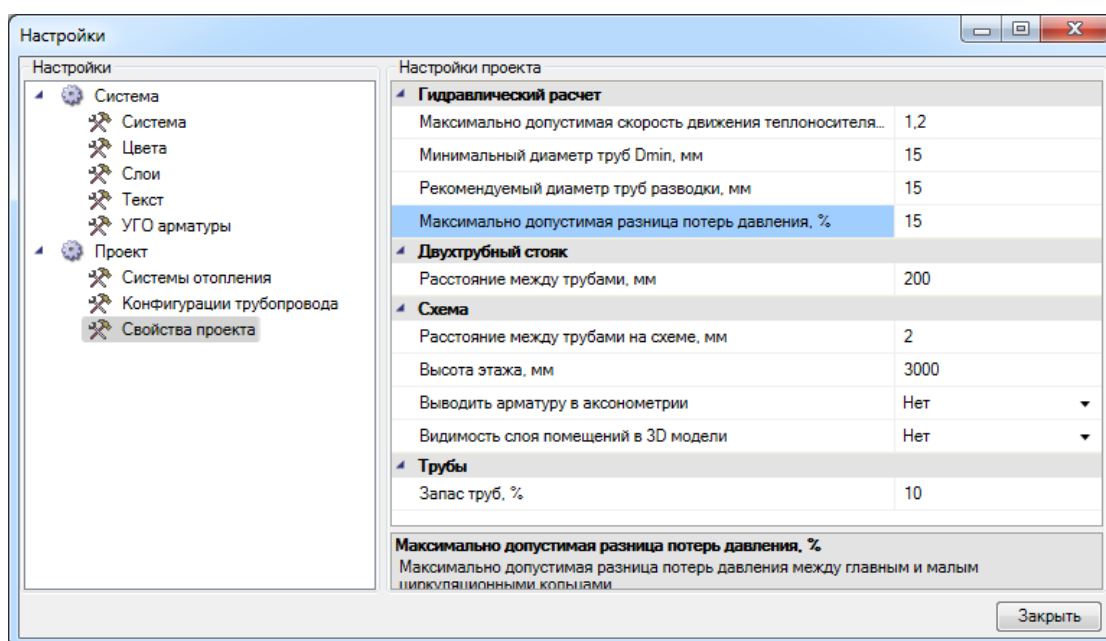 Настройки
Настройки
Система
Система
Цвета
Слои
Текст
УГО арматуры
Проект
Системы отопления
Конфигурации трубопровода
Свойства проекта
Настройки проекта
Гидравлический расчет
Максимально допустимая скорость движения теплоносителя... 1,2
Минимальный диаметр труб Dmin, мм 15
Рекомендуемый диаметр труб разводки, мм 15
Максимально допустимая разница потерь давления, % 15
Двухтрубный стояк
Расстояние между трубами, мм 200
Схема
Расстояние между трубами на схеме, мм 2
Высота этажа, мм 3000
Выводить арматуру в аксонометрии Нет
Видимость слоя помещений в 3D модели Нет
Трубы
Запас труб, % 10
Максимально допустимая разница потерь давления, %
Максимально допустимая разница потерь давления между главным и малым
циркуляционными кольцами
Закрыть